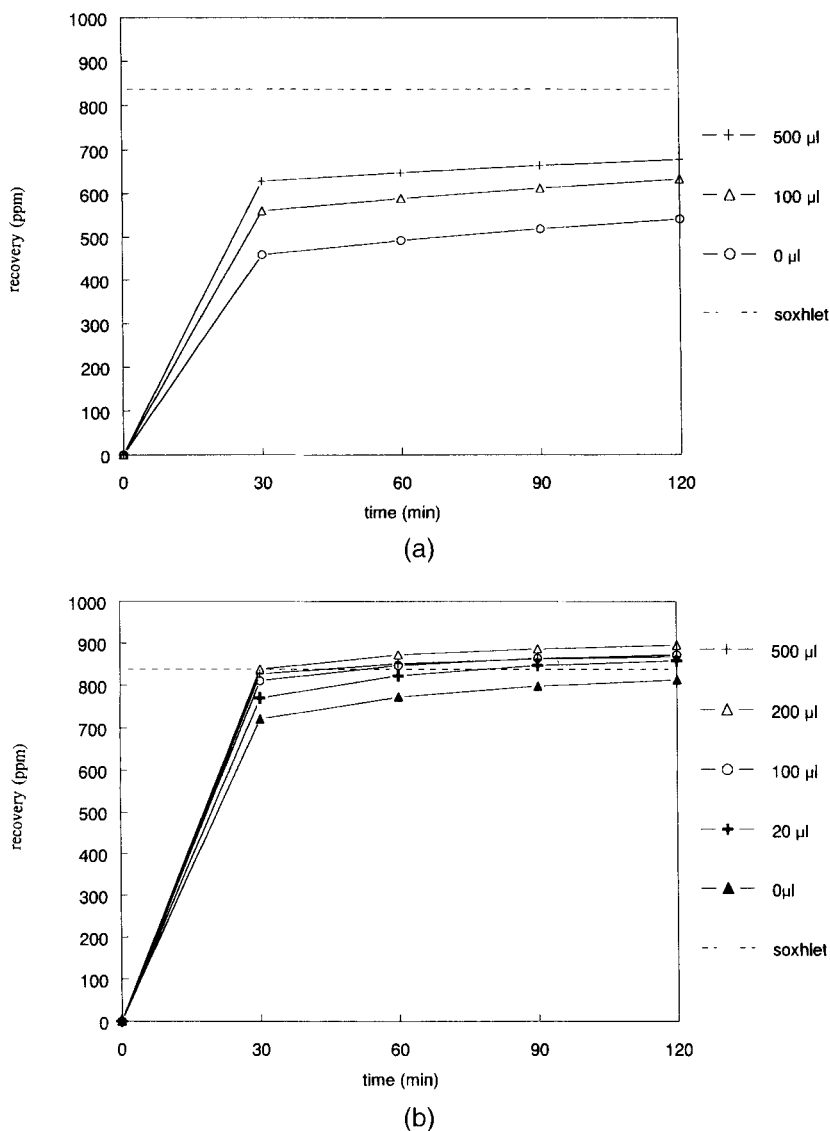 1000
900
800
700
600
500
400
300
200
100
0
recovery (ppm)
0 30 60 90 120
time (min)
500 µl
100 µl
0 µl
soxhlet
(a)
1000
900
800
700
600
500
400
300
200
100
0
recovery (ppm)
0 30 60 90 120
time (min)
500 µl
200 µl
100 µl
20 µl
0µl
soxhlet
(b)